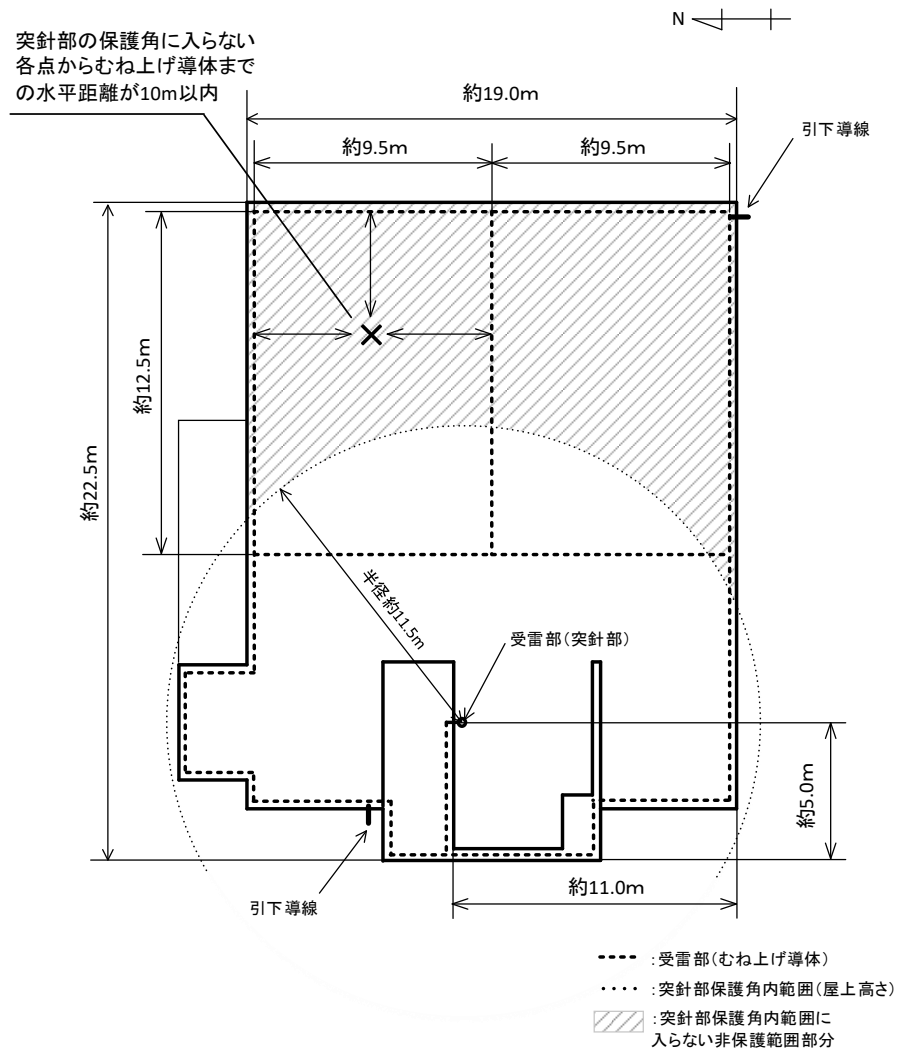 N
突針部の保護角に入らない
各点からむね上げ導体まで
の水平距離が10m以内
約19.0m
引下導線
約9.5m
約9.5m
約12.5m
約22.5m
半径約11.5m
受雷部(突針部)
約5.0m
約11.0m
引下導線
:受雷部(むね上げ導体)
:突針部保護角内範囲(屋上高さ)
:突針部保護角内範囲に
入らない非保護範囲部分